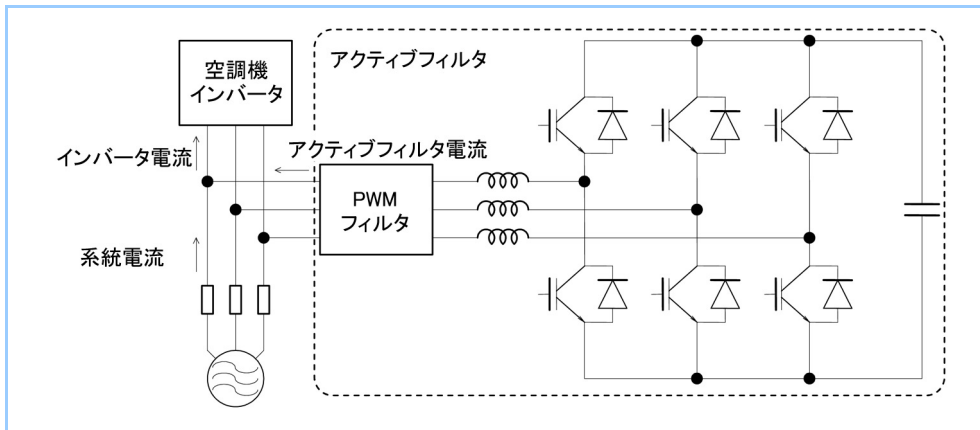 アクティブフィルタ
空調機
インバータ
インバータ電流
アクティブフィルタ電流
PWM
フィルタ
系統電流